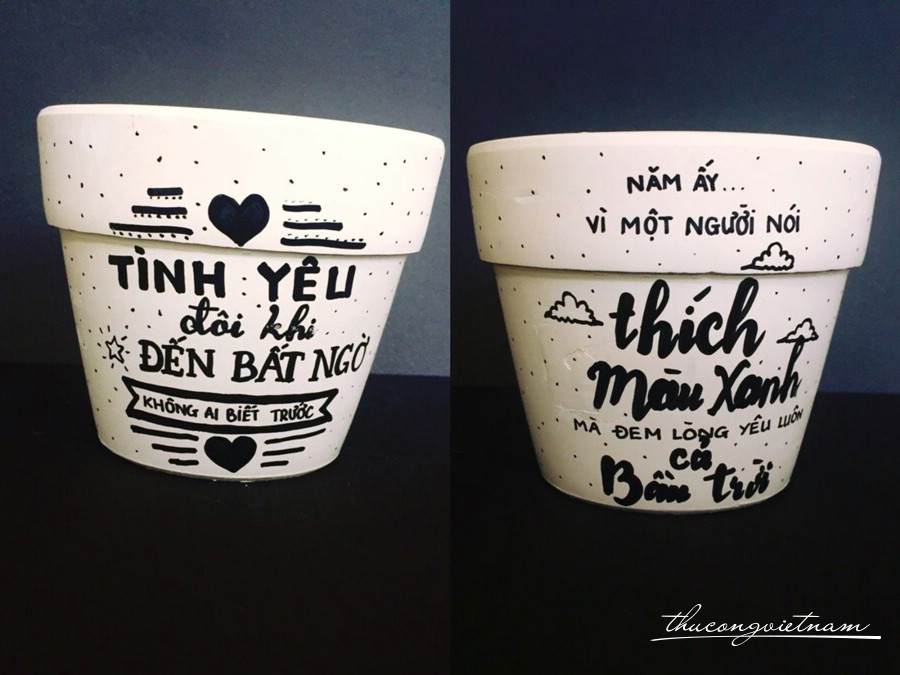 TÌNH YÊU
đôi khi
ĐẾN BẤT NGỜ
KHÔNG AI BIẾT TRƯỚC
NĂM ẤY...
VÌ MỘT NGƯỜI NÓI
thích
Màu Xanh
MÀ ĐEM LÒNG YÊU LUÔN
cả
Bầu trời
thucongvietnam